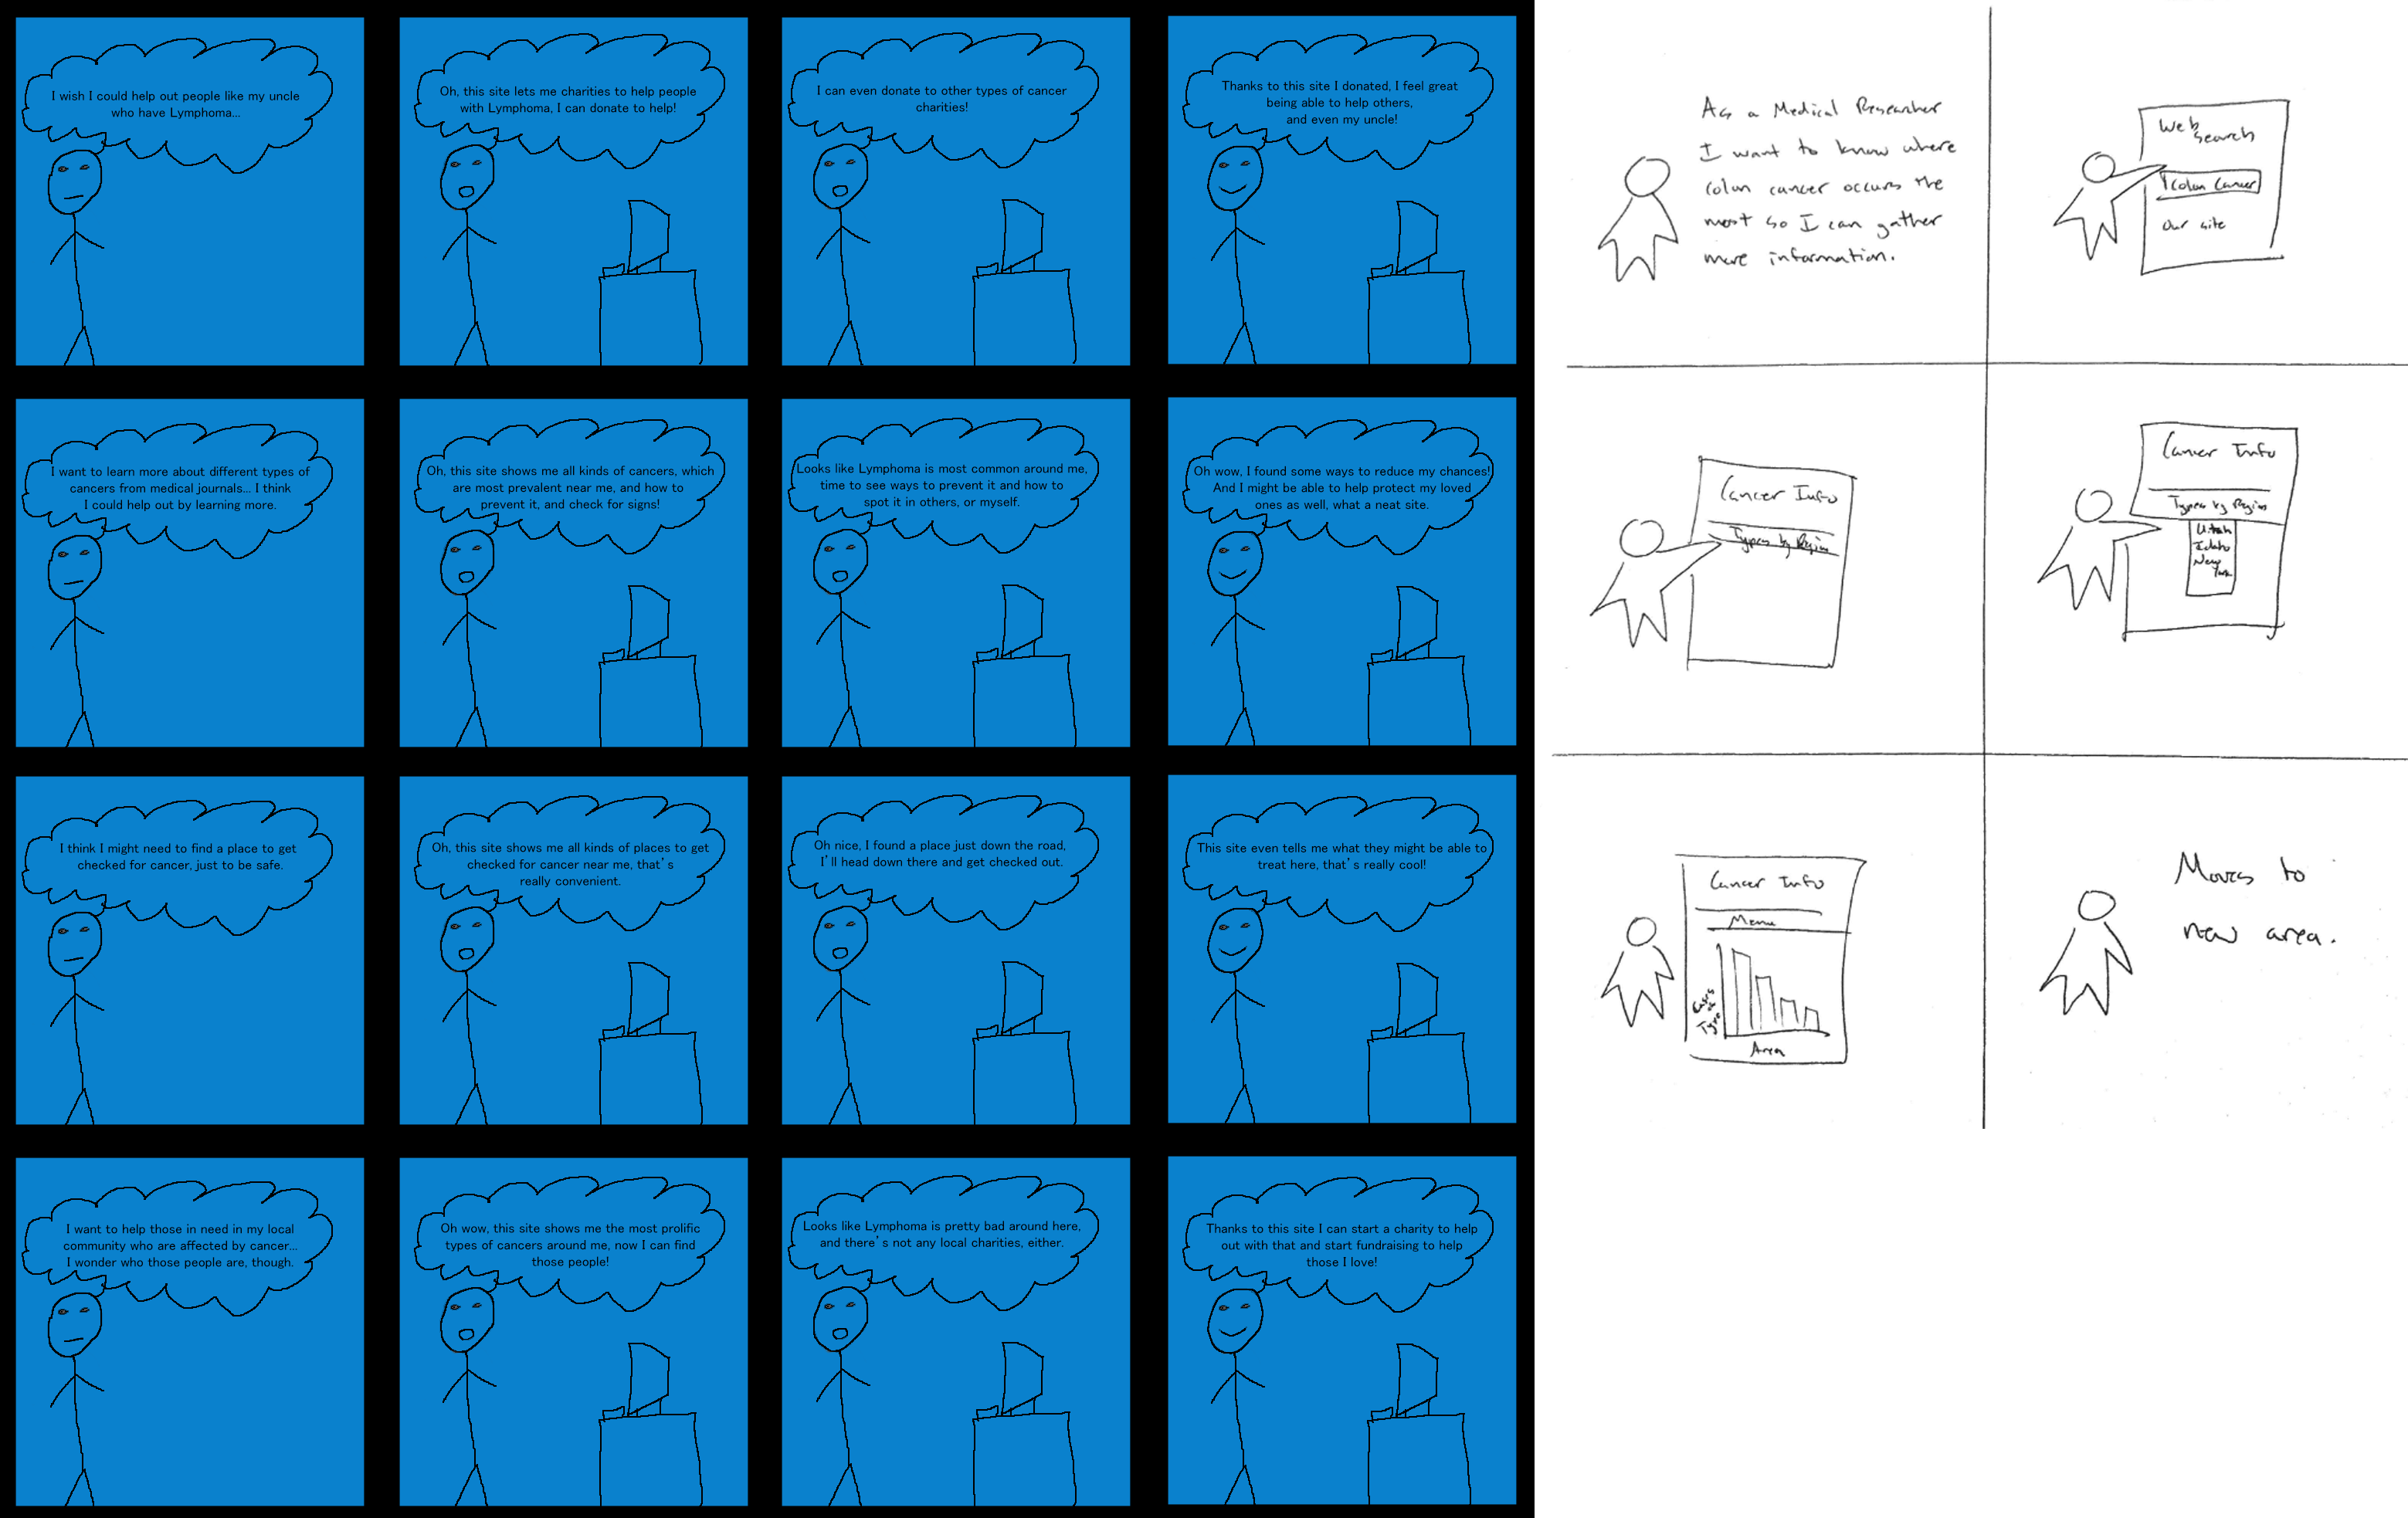 I wish I could help out people like my uncle
who have Lymphoma...
Oh, this site lets me charities to help people
with Lymphoma, I can donate to help!
I can even donate to other types of cancer
charities!
Thanks to this site I donated, I feel great
being able to help others,
and even my uncle!
I want to learn more about different types of
cancers from medical journals... I think
I could help out by learning more.
Oh, this site shows me all kinds of cancers, which
are most prevalent near me, and how to
prevent it, and check for signs!
Looks like Lymphoma is most common around me,
time to see ways to prevent it and how to
spot it in others, or myself.
Oh wow, I found some ways to reduce my chances!
And I might be able to help protect my loved
ones as well, what a neat site.
I think I might need to find a place to get
checked for cancer, just to be safe.
Oh, this site shows me all kinds of places to get
checked for cancer near me, that's
really convenient.
Oh nice, I found a place just down the road,
I'll head down there and get checked out.
This site even tells me what they might be able to
treat here, that's really cool!
I want to help those in need in my local
community who are affected by cancer...
I wonder who those people are, though.
Oh wow, this site shows me the most prolific
types of cancers around me, now I can find
those people!
Looks like Lymphoma is pretty bad around here,
and there's not any local charities, either.
Thanks to this site I can start a charity to help
out with that and start fundraising to help
those I love!
As a Medical Researcher
I want to know where
colon cancer occurs the
most so I can gather
more information.
Web
Search
Colon Cancer
Our site
Cancer Info
Types by Region
Cancer Info
Types by Region
Utah
Idaho
New
York
Cancer Info
Menu
Cases
of
Type
Area
Moves to
new area.